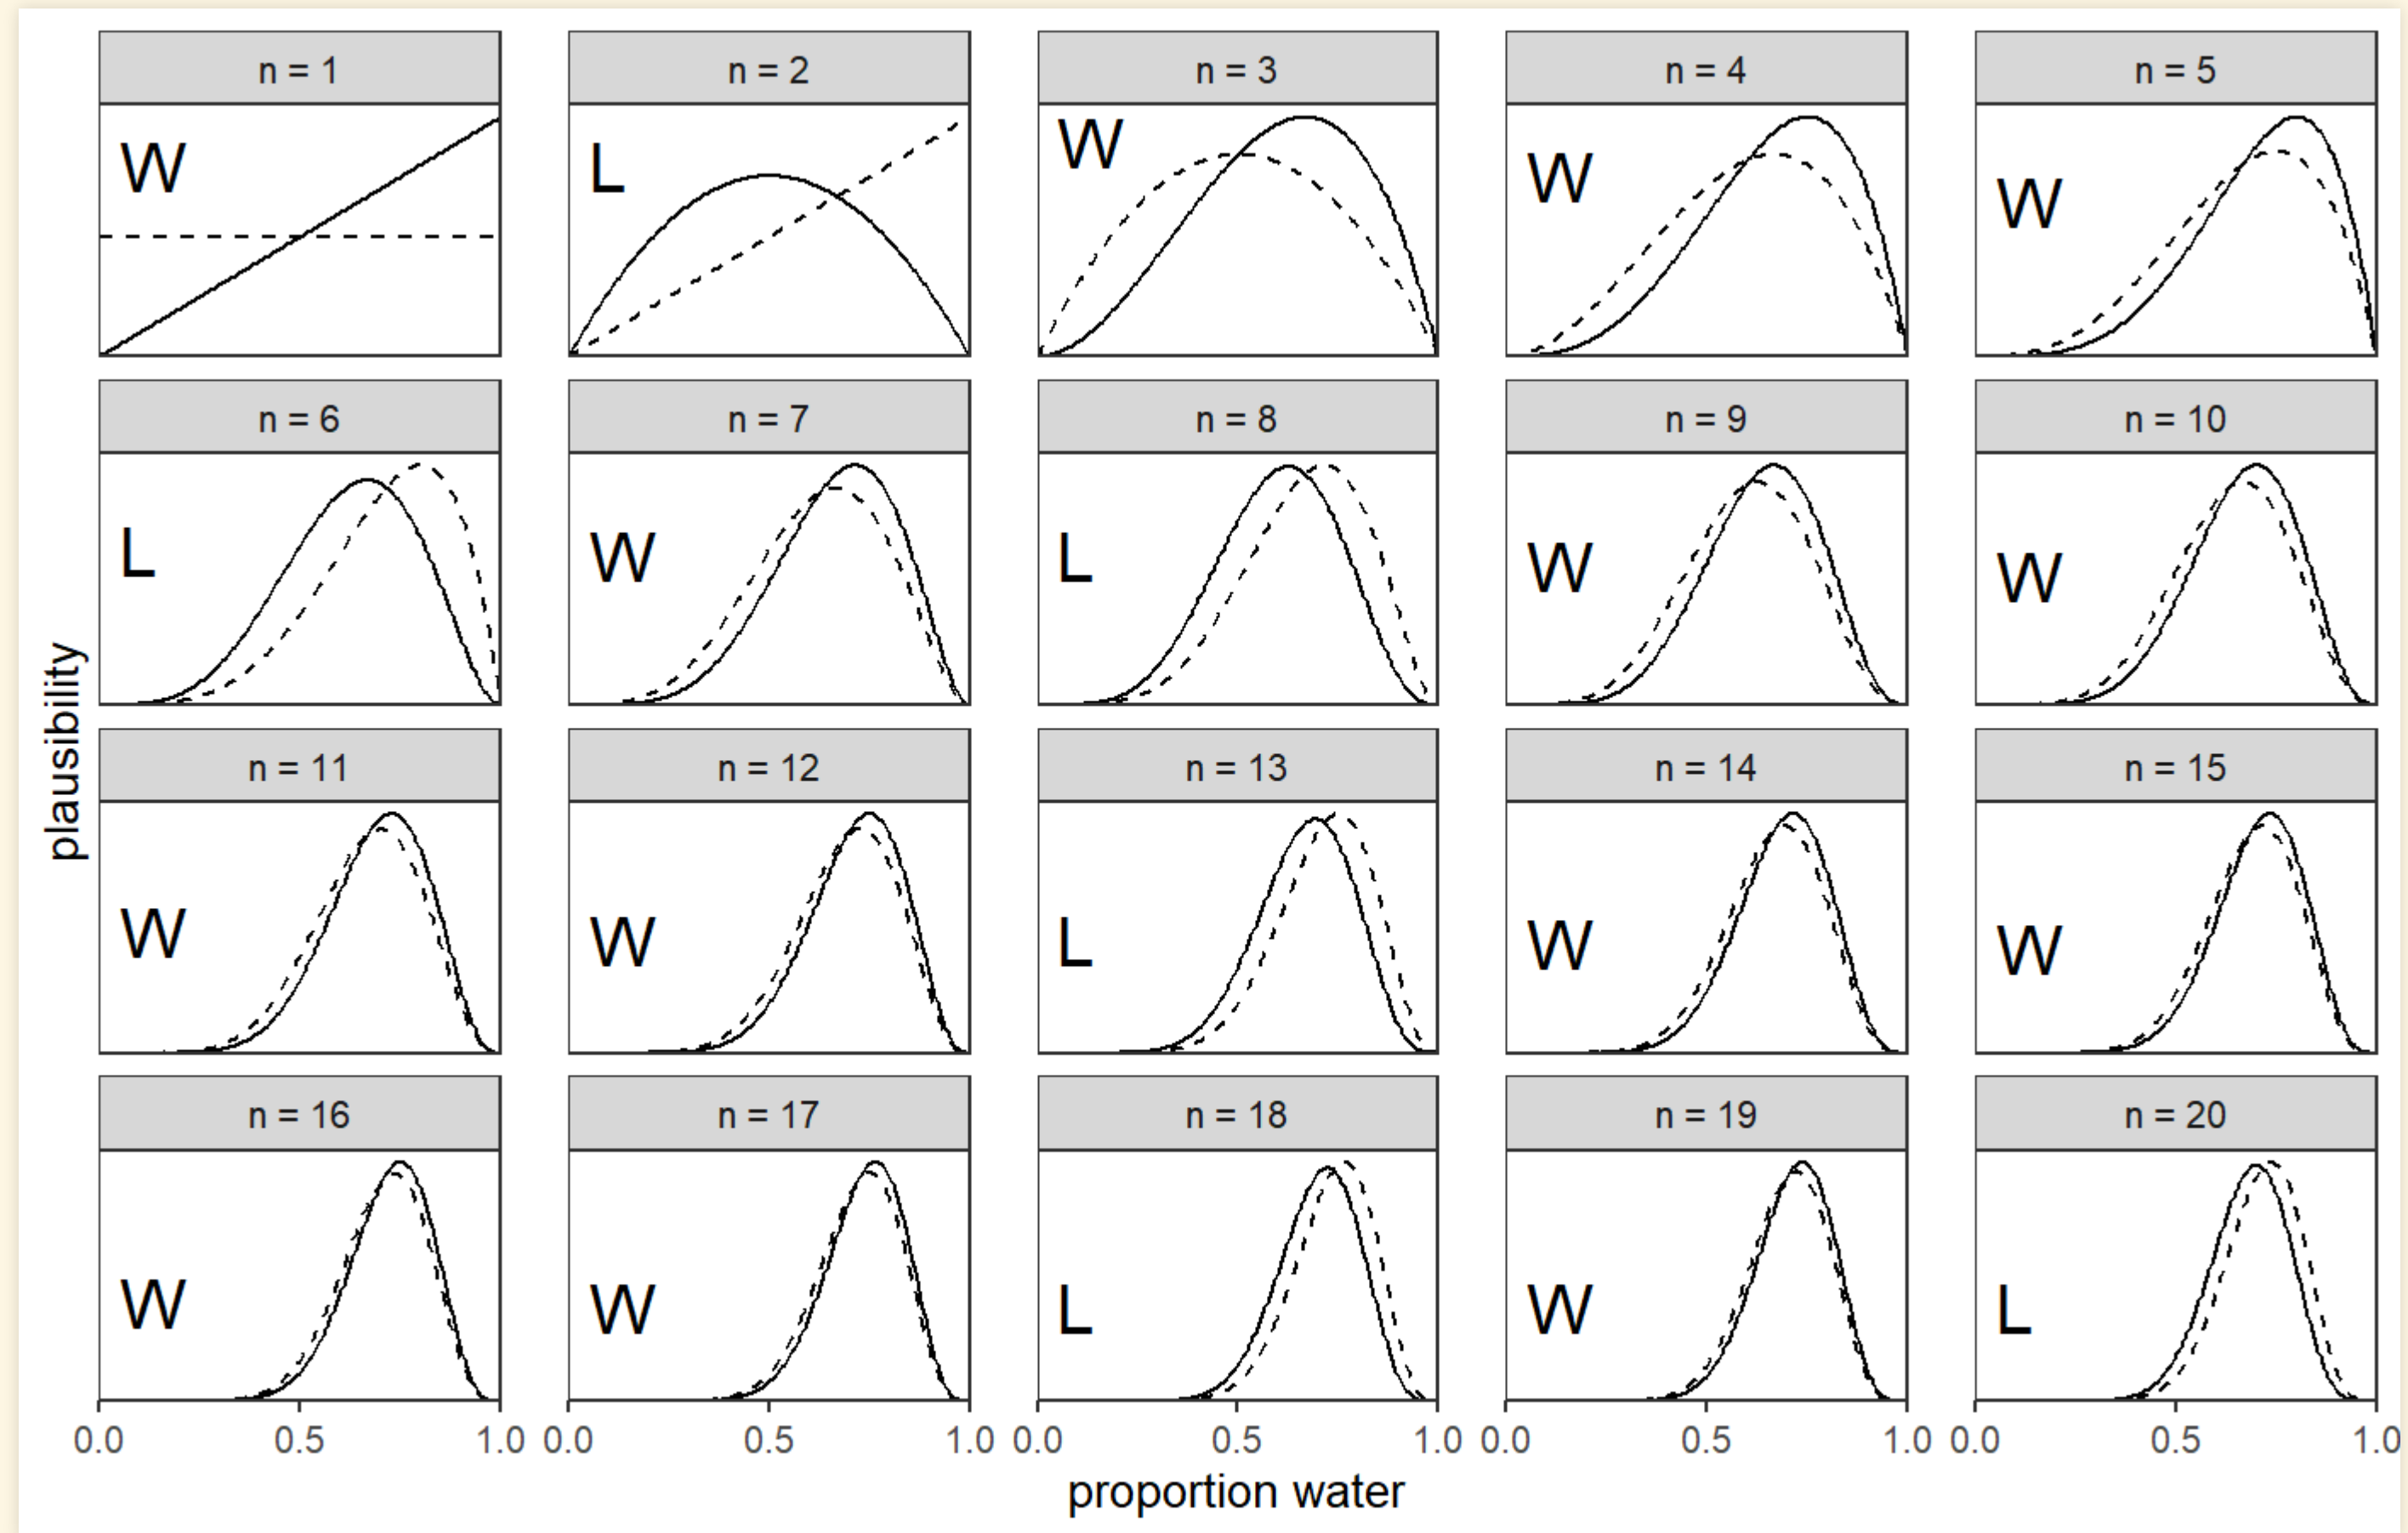 n = 1 n = 2 n = 3 n = 4 n = 5
W L W W W
n = 6 n = 7 n = 8 n = 9 n = 10
L W L W W
n = 11 n = 12 n = 13 n = 14 n = 15
W W L W W
n = 16 n = 17 n = 18 n = 19 n = 20
W W L W L
plausibility
0.0 0.5 1.0 0.0 0.5 1.0 0.0 0.5 1.0 0.0 0.5 1.0 0.0 0.5 1.0
proportion water